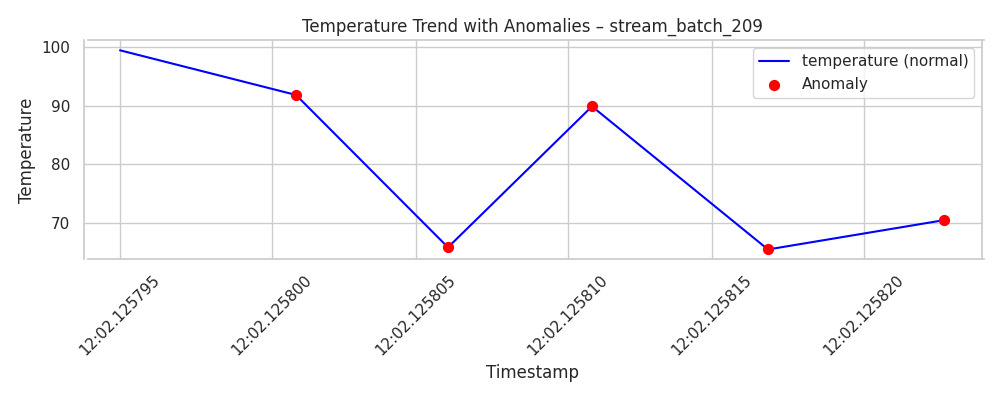 Temperature Trend with Anomalies – stream_batch_209
temperature (normal)
Anomaly
Temperature
100
90
80
70
12:02.125795
12:02.125800
12:02.125805
12:02.125810
12:02.125815
12:02.125820
Timestamp